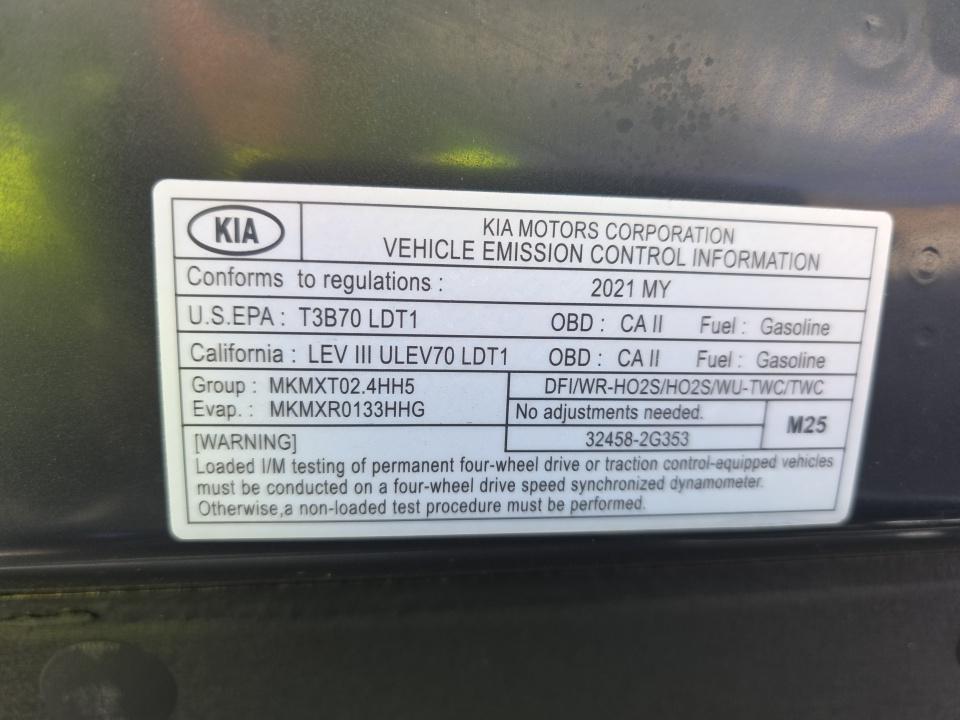 KIA
KIA MOTORS CORPORATION
VEHICLE EMISSION CONTROL INFORMATION
Conforms to regulations : 2021 MY
U.S.EPA : T3B70 LDT1 OBD : CA II Fuel : Gasoline
California : LEV III ULEV70 LDT1 OBD : CA II Fuel : Gasoline
Group : MKMXT02.4HH5
Evap. : MKMXR0133HHG
DFI/WR-HO2S/HO2S/WU-TWC/TWC
No adjustments needed.
32458-2G353
M25
[WARNING]
Loaded I/M testing of permanent four-wheel drive or traction control-equipped vehicles
must be conducted on a four-wheel drive speed synchronized dynamometer.
Otherwise,a non-loaded test procedure must be performed.